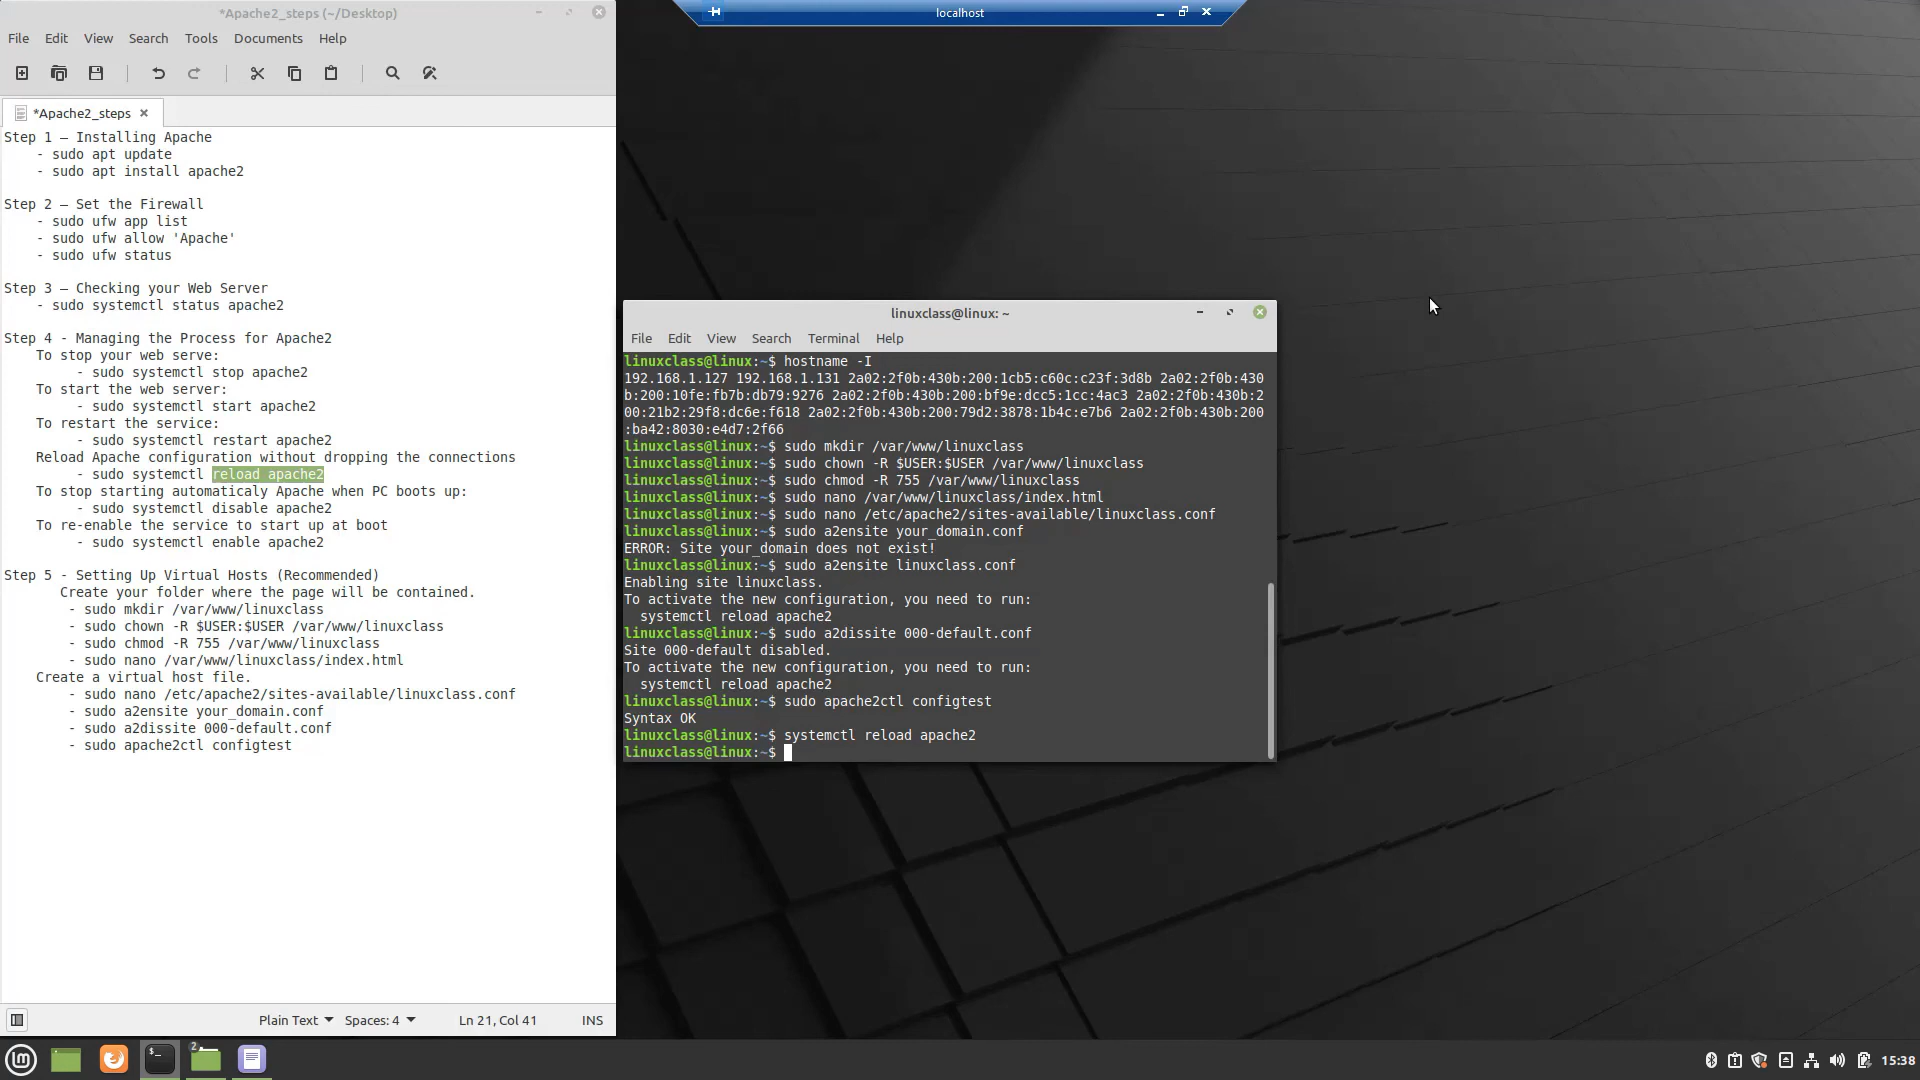 *Apache2_steps (~/Desktop)
File Edit View Search Tools Documents Help
*Apache2_steps
Step 1 – Installing Apache
- sudo apt update
- sudo apt install apache2
Step 2 – Set the Firewall
- sudo ufw app list
- sudo ufw allow 'Apache'
- sudo ufw status
Step 3 – Checking your Web Server
- sudo systemctl status apache2
Step 4 - Managing the Process for Apache2
To stop your web serve:
- sudo systemctl stop apache2
To start the web server:
- sudo systemctl start apache2
To restart the service:
- sudo systemctl restart apache2
Reload Apache configuration without dropping the connections
- sudo systemctl reload apache2
To stop starting automaticaly Apache when PC boots up:
- sudo systemctl disable apache2
To re-enable the service to start up at boot
- sudo systemctl enable apache2
Step 5 - Setting Up Virtual Hosts (Recommended)
Create your folder where the page will be contained.
- sudo mkdir /var/www/linuxclass
- sudo chown -R $USER:$USER /var/www/linuxclass
- sudo chmod -R 755 /var/www/linuxclass
- sudo nano /var/www/linuxclass/index.html
Create a virtual host file.
- sudo nano /etc/apache2/sites-available/linuxclass.conf
- sudo a2ensite your_domain.conf
- sudo a2dissite 000-default.conf
- sudo apache2ctl configtest
Plain Text Spaces: 4 Ln 21, Col 41 INS
localhost
linuxclass@linux: ~
File Edit View Search Terminal Help
linuxclass@linux:~$ hostname -I
192.168.1.127 192.168.1.131 2a02:2f0b:430b:200:1cb5:c60c:c23f:3d8b 2a02:2f0b:430
b:200:10fe:fb7b:db79:9276 2a02:2f0b:430b:200:bf9e:dcc5:1cc:4ac3 2a02:2f0b:430b:2
00:21b2:29f8:dc6e:f618 2a02:2f0b:430b:200:79d2:3878:1b4c:e7b6 2a02:2f0b:430b:200
:ba42:8030:e4d7:2f66
linuxclass@linux:~$ sudo mkdir /var/www/linuxclass
linuxclass@linux:~$ sudo chown -R $USER:$USER /var/www/linuxclass
linuxclass@linux:~$ sudo chmod -R 755 /var/www/linuxclass
linuxclass@linux:~$ sudo nano /var/www/linuxclass/index.html
linuxclass@linux:~$ sudo nano /etc/apache2/sites-available/linuxclass.conf
linuxclass@linux:~$ sudo a2ensite your_domain.conf
ERROR: Site your_domain does not exist!
linuxclass@linux:~$ sudo a2ensite linuxclass.conf
Enabling site linuxclass.
To activate the new configuration, you need to run:
systemctl reload apache2
linuxclass@linux:~$ sudo a2dissite 000-default.conf
Site 000-default disabled.
To activate the new configuration, you need to run:
systemctl reload apache2
linuxclass@linux:~$ sudo apache2ctl configtest
Syntax OK
linuxclass@linux:~$ systemctl reload apache2
linuxclass@linux:~$
lm
2
15:38